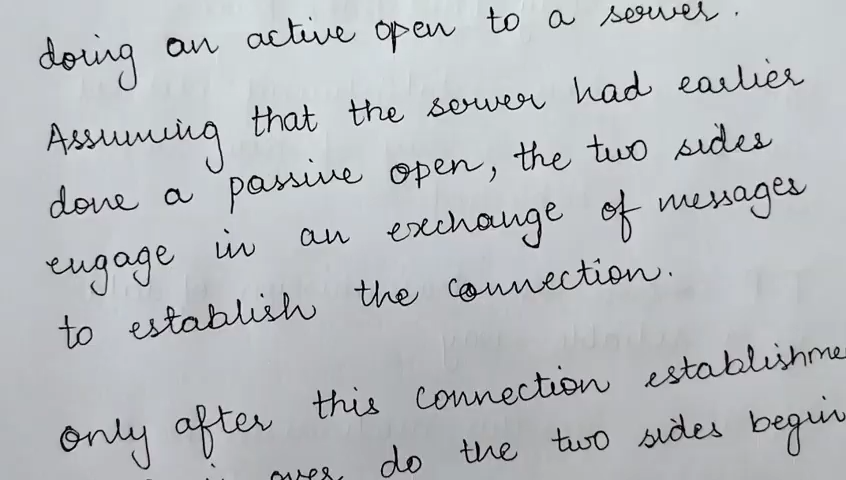 doing an active open to a server.
Assuming that the server had earlier
done a passive open, the two sides
engage in an exchange of messages
to establish the connection.
only after this connection establishme
over do the two sides begin